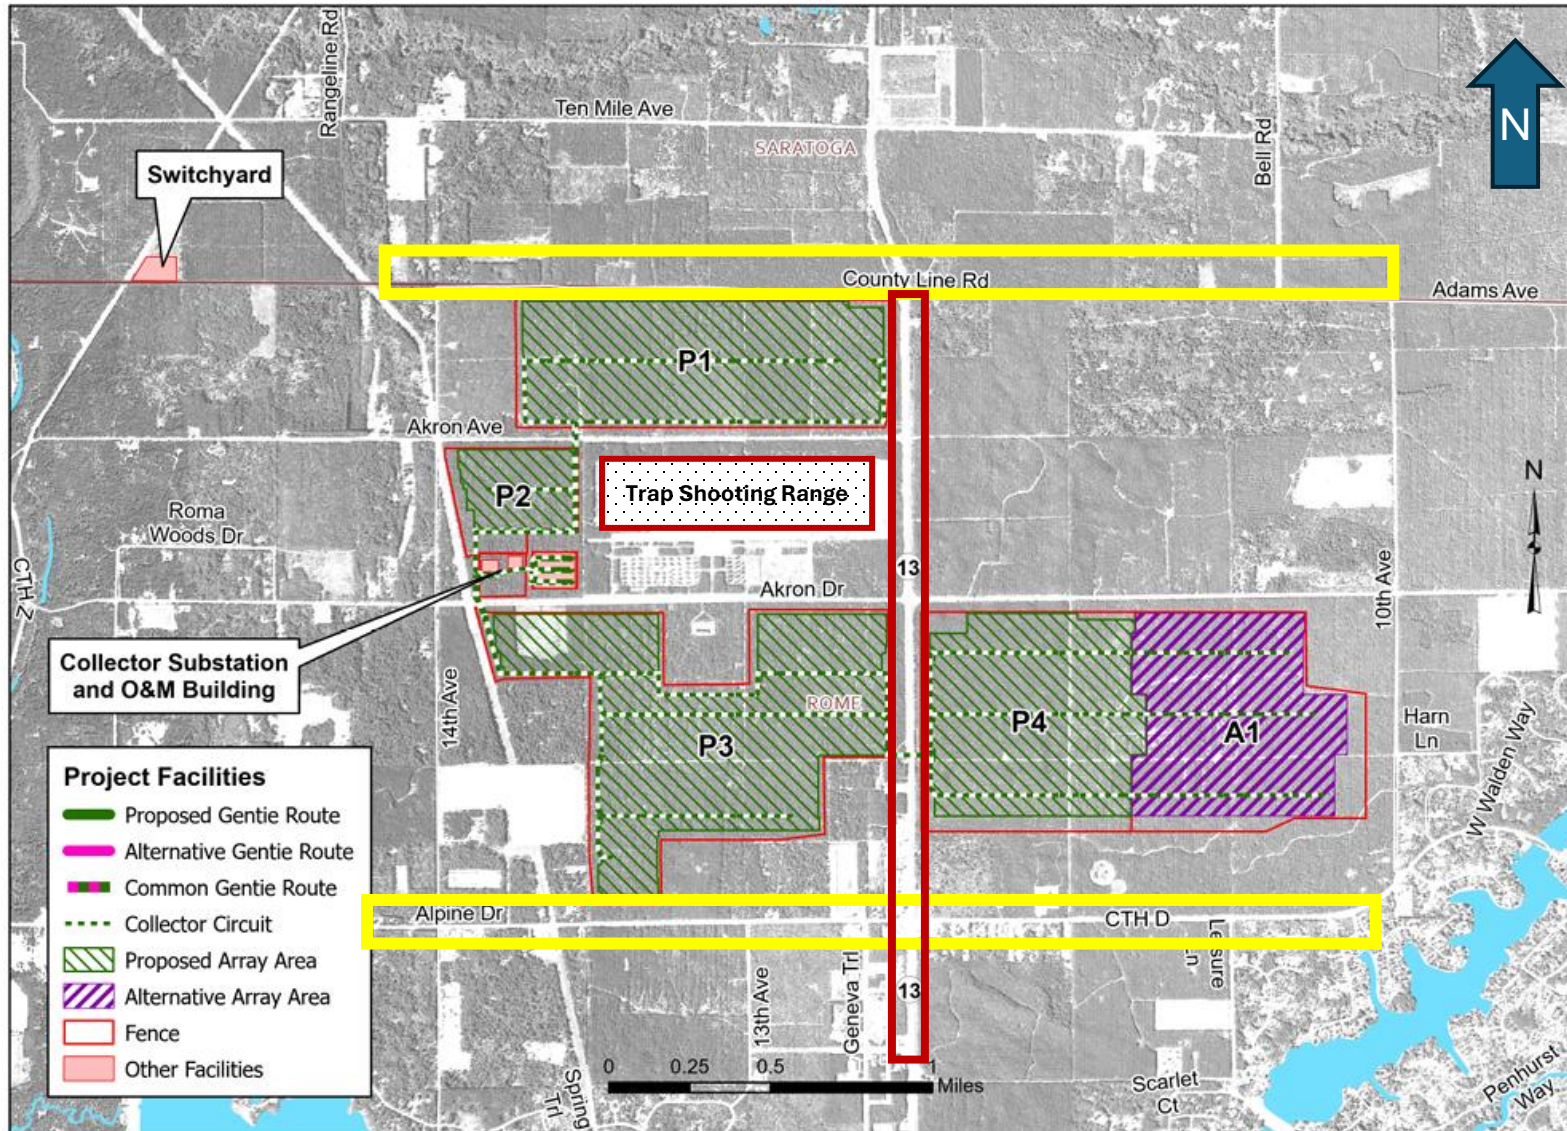 Rangeline Rd
Ten Mile Ave
SARATOGA
Bell Rd
N
Switchyard
County Line Rd
Adams Ave
P1
Akron Ave
Trap Shooting Range
P2
Roma
Woods Dr
N
CTH Z
13
10th Ave
Akron Dr
Collector Substation
and O&M Building
14th Ave
ROME
P3
P4
A1
Harn
Ln
W Walden Way
Project Facilities
Proposed Gentie Route
Alternative Gentie Route
Common Gentie Route
Collector Circuit
Proposed Array Area
Alternative Array Area
Fence
Other Facilities
Alpine Dr
CTH D
Leisure
Ln
13th Ave
Geneva Trl
13
Spring
Trl
0 0.25 0.5 1
Miles
Scarlet
Ct
Penhurst
Way